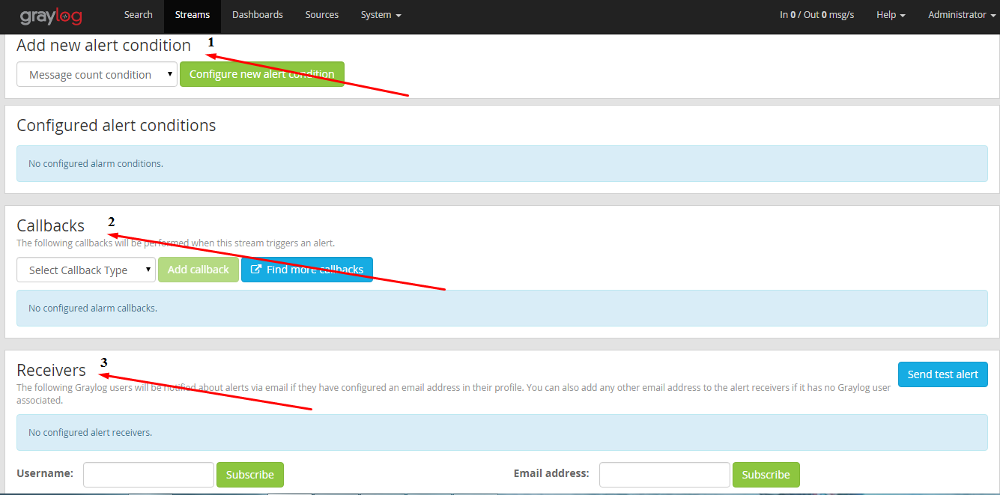 graylog Search Streams Dashboards Sources System In 0 / Out 0 msg/s Help Administrator
Add new alert condition 1
Message count condition Configure new alert condition
Configured alert conditions
No configured alarm conditions.
Callbacks 2
The following callbacks will be performed when this stream triggers an alert.
Select Callback Type Add callback Find more callbacks
No configured alarm callbacks.
Receivers 3
Send test alert
The following Graylog users will be notified about alerts via email if they have configured an email address in their profile. You can also add any other email address to the alert receivers if it has no Graylog user
associated.
No configured alert receivers.
Username: Subscribe Email address: Subscribe